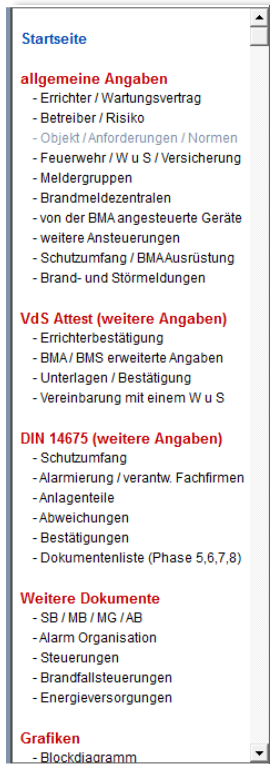 Startseite
allgemeine Angaben
- Errichter / Wartungsvertrag
- Betreiber / Risiko
- Objekt / Anforderungen / Normen
- Feuerwehr / W u S / Versicherung
- Meldergruppen
- Brandmeldezentralen
- von der BMA angesteuerte Geräte
- weitere Ansteuerungen
- Schutzumfang / BMA Ausrüstung
- Brand- und Störmeldungen
VdS Attest (weitere Angaben)
- Errichterbestätigung
- BMA / BMS erweiterte Angaben
- Unterlagen / Bestätigung
- Vereinbarung mit einem W u S
DIN 14675 (weitere Angaben)
- Schutzumfang
- Alarmierung / verantw. Fachfirmen
- Anlagenteile
- Abweichungen
- Bestätigungen
- Dokumentenliste (Phase 5,6,7,8)
Weitere Dokumente
- SB / MB / MG / AB
- Alarm Organisation
- Steuerungen
- Brandfallsteuerungen
- Energieversorgungen
Grafiken
- Blockdiagramm